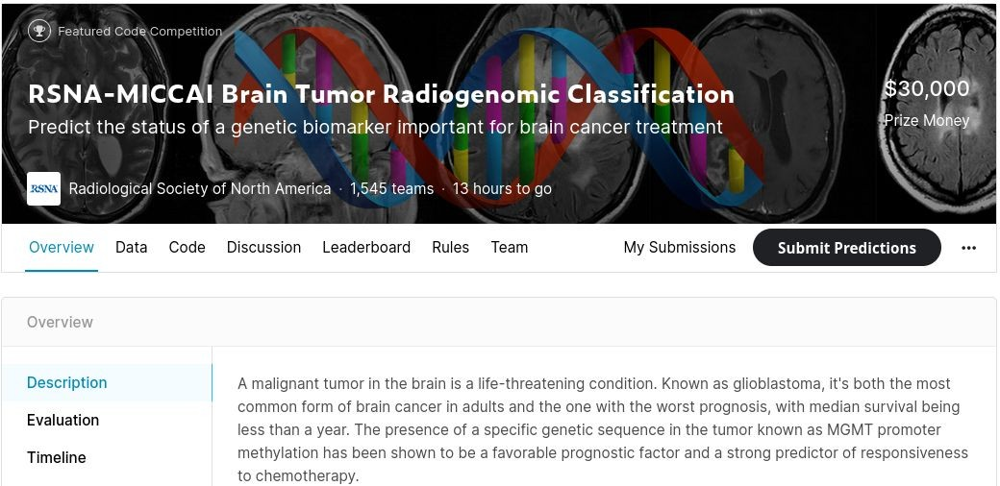 Featured Code Competition
RSNA-MICCAI Brain Tumor Radiogenomic Classification
$30,000
Predict the status of a genetic biomarker important for brain cancer treatment
Prize Money
RSNA
Radiological Society of North America · 1,545 teams · 13 hours to go
Overview Data Code Discussion Leaderboard Rules Team My Submissions Submit Predictions •••
Overview
Description
Evaluation
Timeline
A malignant tumor in the brain is a life-threatening condition. Known as glioblastoma, it's both the most
common form of brain cancer in adults and the one with the worst prognosis, with median survival being
less than a year. The presence of a specific genetic sequence in the tumor known as MGMT promoter
methylation has been shown to be a favorable prognostic factor and a strong predictor of responsiveness
to chemotherapy.